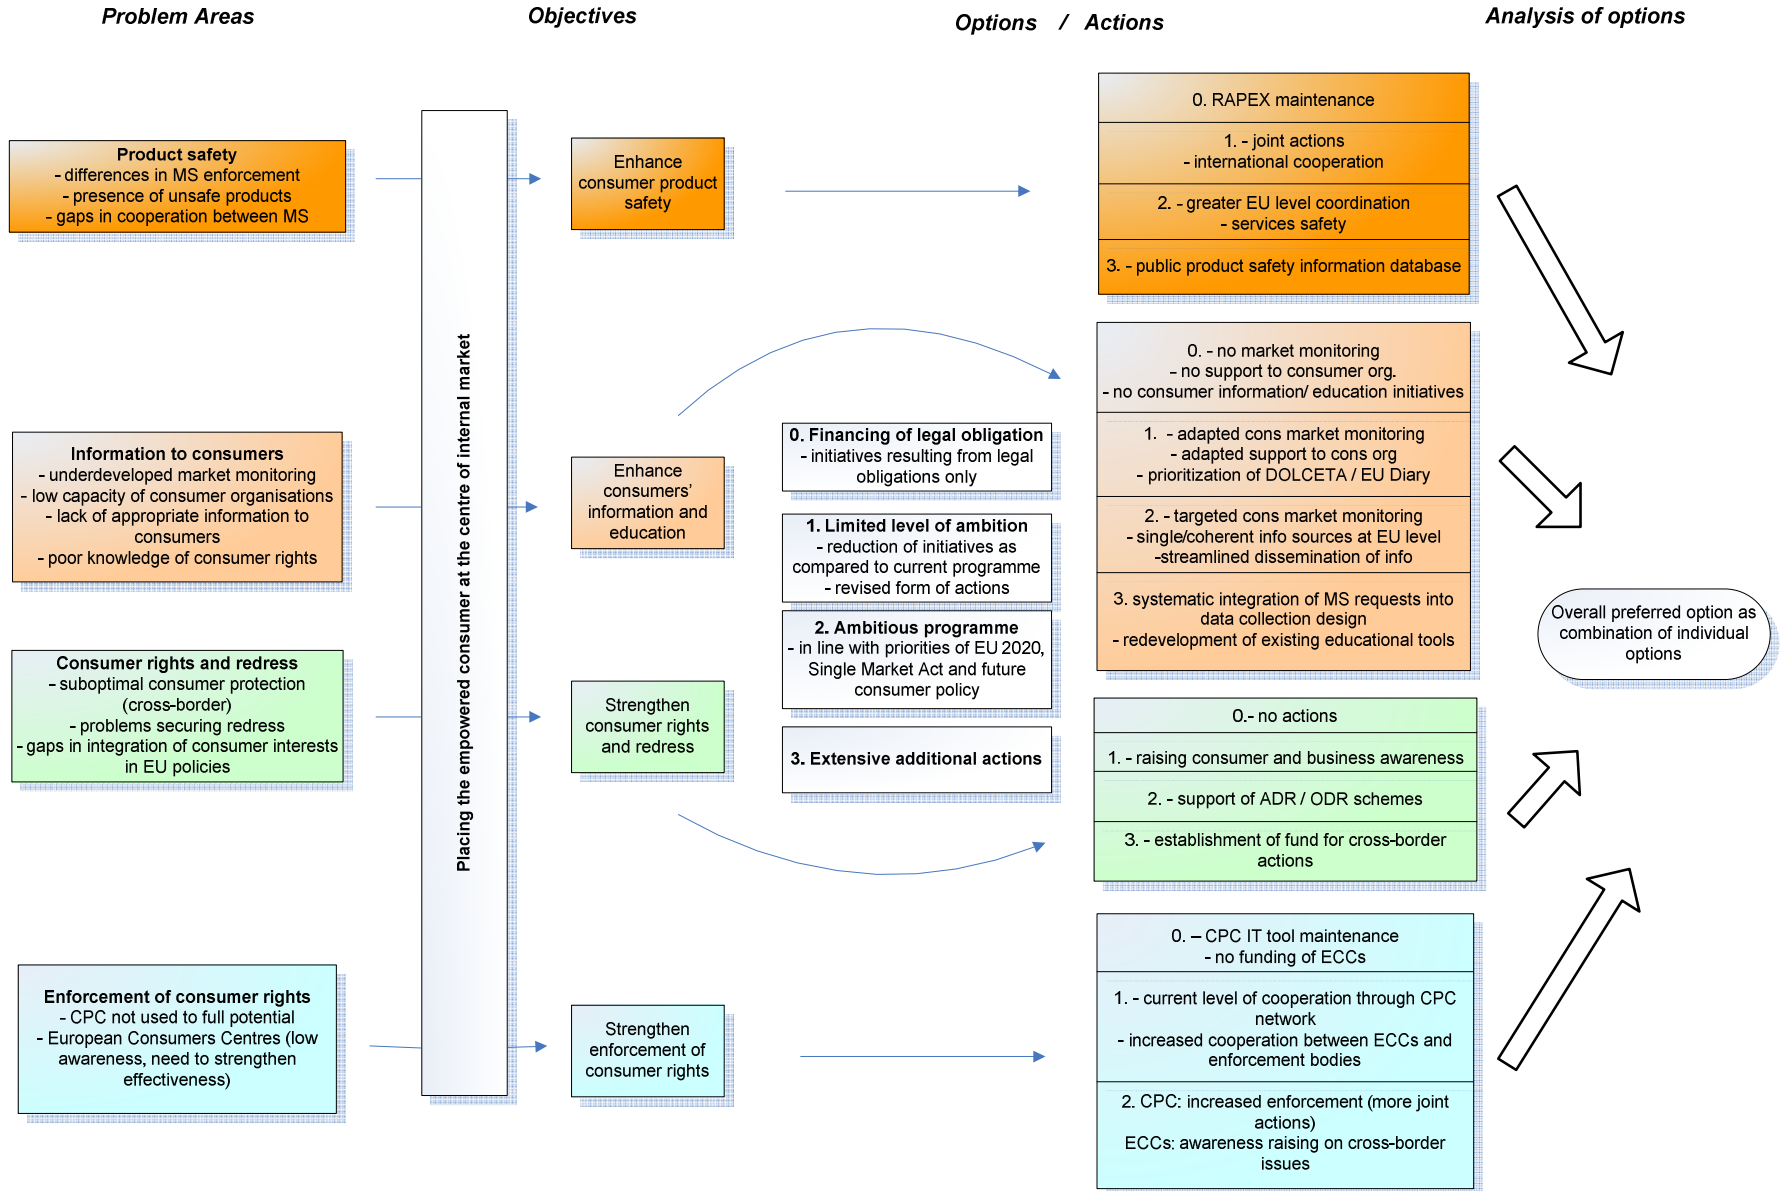 Problem Areas
Objectives
Options / Actions
Analysis of options
Product safety
- differences in MS enforcement
- presence of unsafe products
- gaps in cooperation between MS
Information to consumers
- underdeveloped market monitoring
- low capacity of consumer organisations
- lack of appropriate information to
consumers
- poor knowledge of consumer rights
Consumer rights and redress
- suboptimal consumer protection
(cross-border)
- problems securing redress
- gaps in integration of consumer interests
in EU policies
Enforcement of consumer rights
- CPC not used to full potential
- European Consumers Centres (low
awareness, need to strengthen
effectiveness)
Placing the empowered consumer at the centre of internal market
Enhance
consumer product
safety
Enhance
consumers'
information and
education
Strengthen
consumer rights
and redress
Strengthen
enforcement of
consumer rights
0. Financing of legal obligation
- initiatives resulting from legal
obligations only
1. Limited level of ambition
- reduction of initiatives as
compared to current programme
- revised form of actions
2. Ambitious programme
- in line with priorities of EU 2020,
Single Market Act and future
consumer policy
3. Extensive additional actions
0. RAPEX maintenance
1. - joint actions
- international cooperation
2. - greater EU level coordination
- services safety
3. - public product safety information database
0. - no market monitoring
- no support to consumer org.
- no consumer information/ education initiatives
1. - adapted cons market monitoring
- adapted support to cons org
- prioritization of DOLCETA / EU Diary
2. - targeted cons market monitoring
- single/coherent info sources at EU level
-streamlined dissemination of info
3. systematic integration of MS requests into
data collection design
- redevelopment of existing educational tools
0.- no actions
1. - raising consumer and business awareness
2. - support of ADR / ODR schemes
3. - establishment of fund for cross-border
actions
0. – CPC IT tool maintenance
- no funding of ECCs
1. - current level of cooperation through CPC
network
- increased cooperation between ECCs and
enforcement bodies
2. CPC: increased enforcement (more joint
actions)
ECCs: awareness raising on cross-border
issues
Overall preferred option as
combination of individual
options